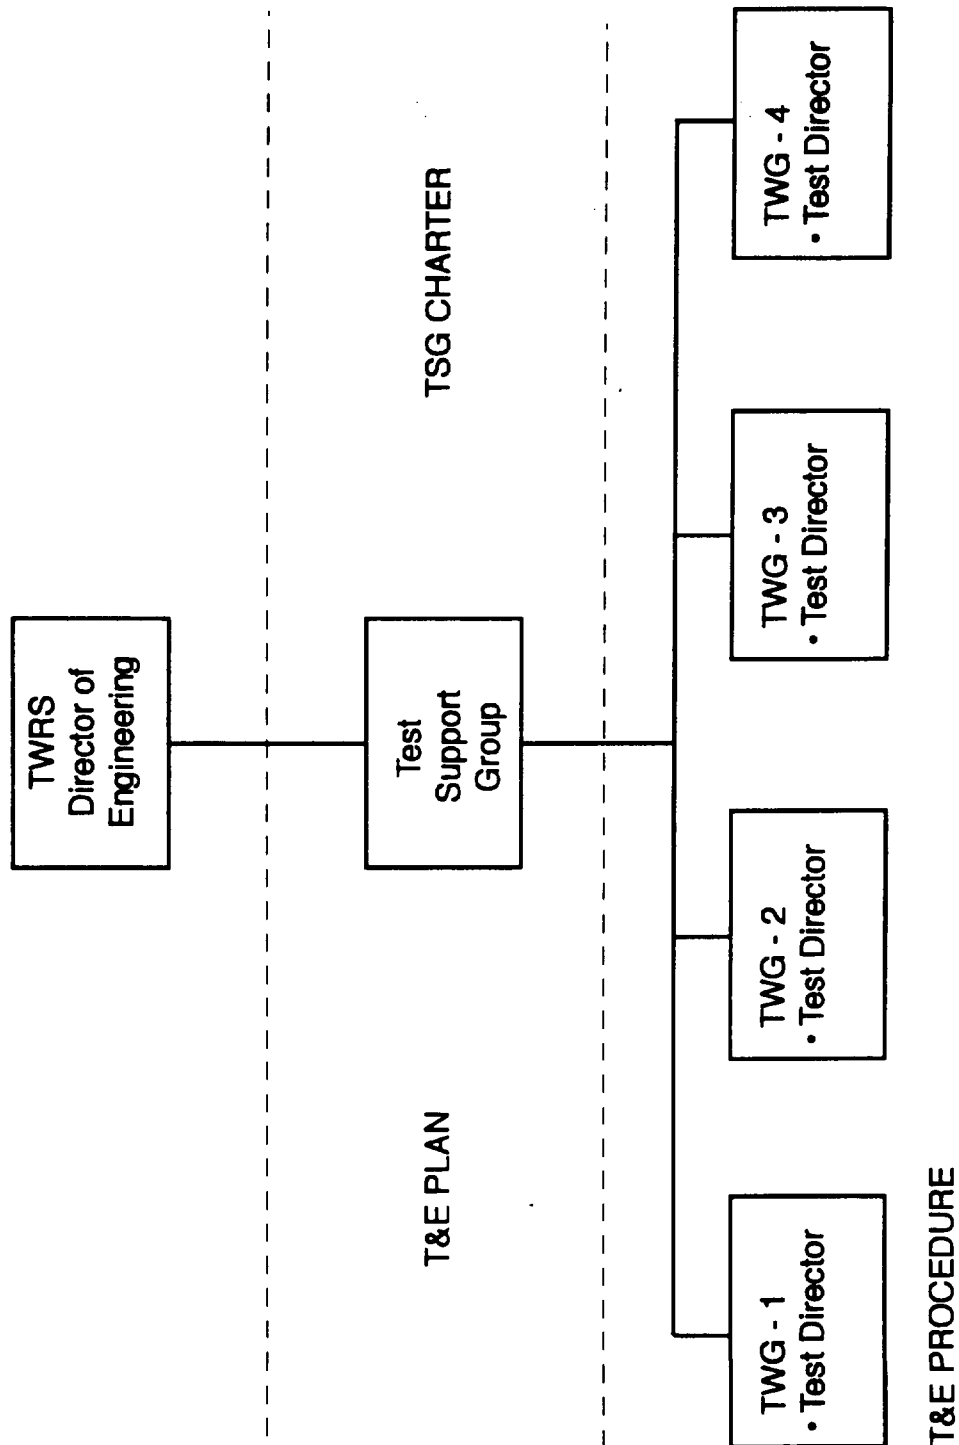 TWRS
Director of
Engineering
T&E PLAN
Test
Support
Group
TSG CHARTER
TWG - 1
• Test Director
TWG - 2
• Test Director
TWG - 3
• Test Director
TWG - 4
• Test Director
T&E PROCEDURE